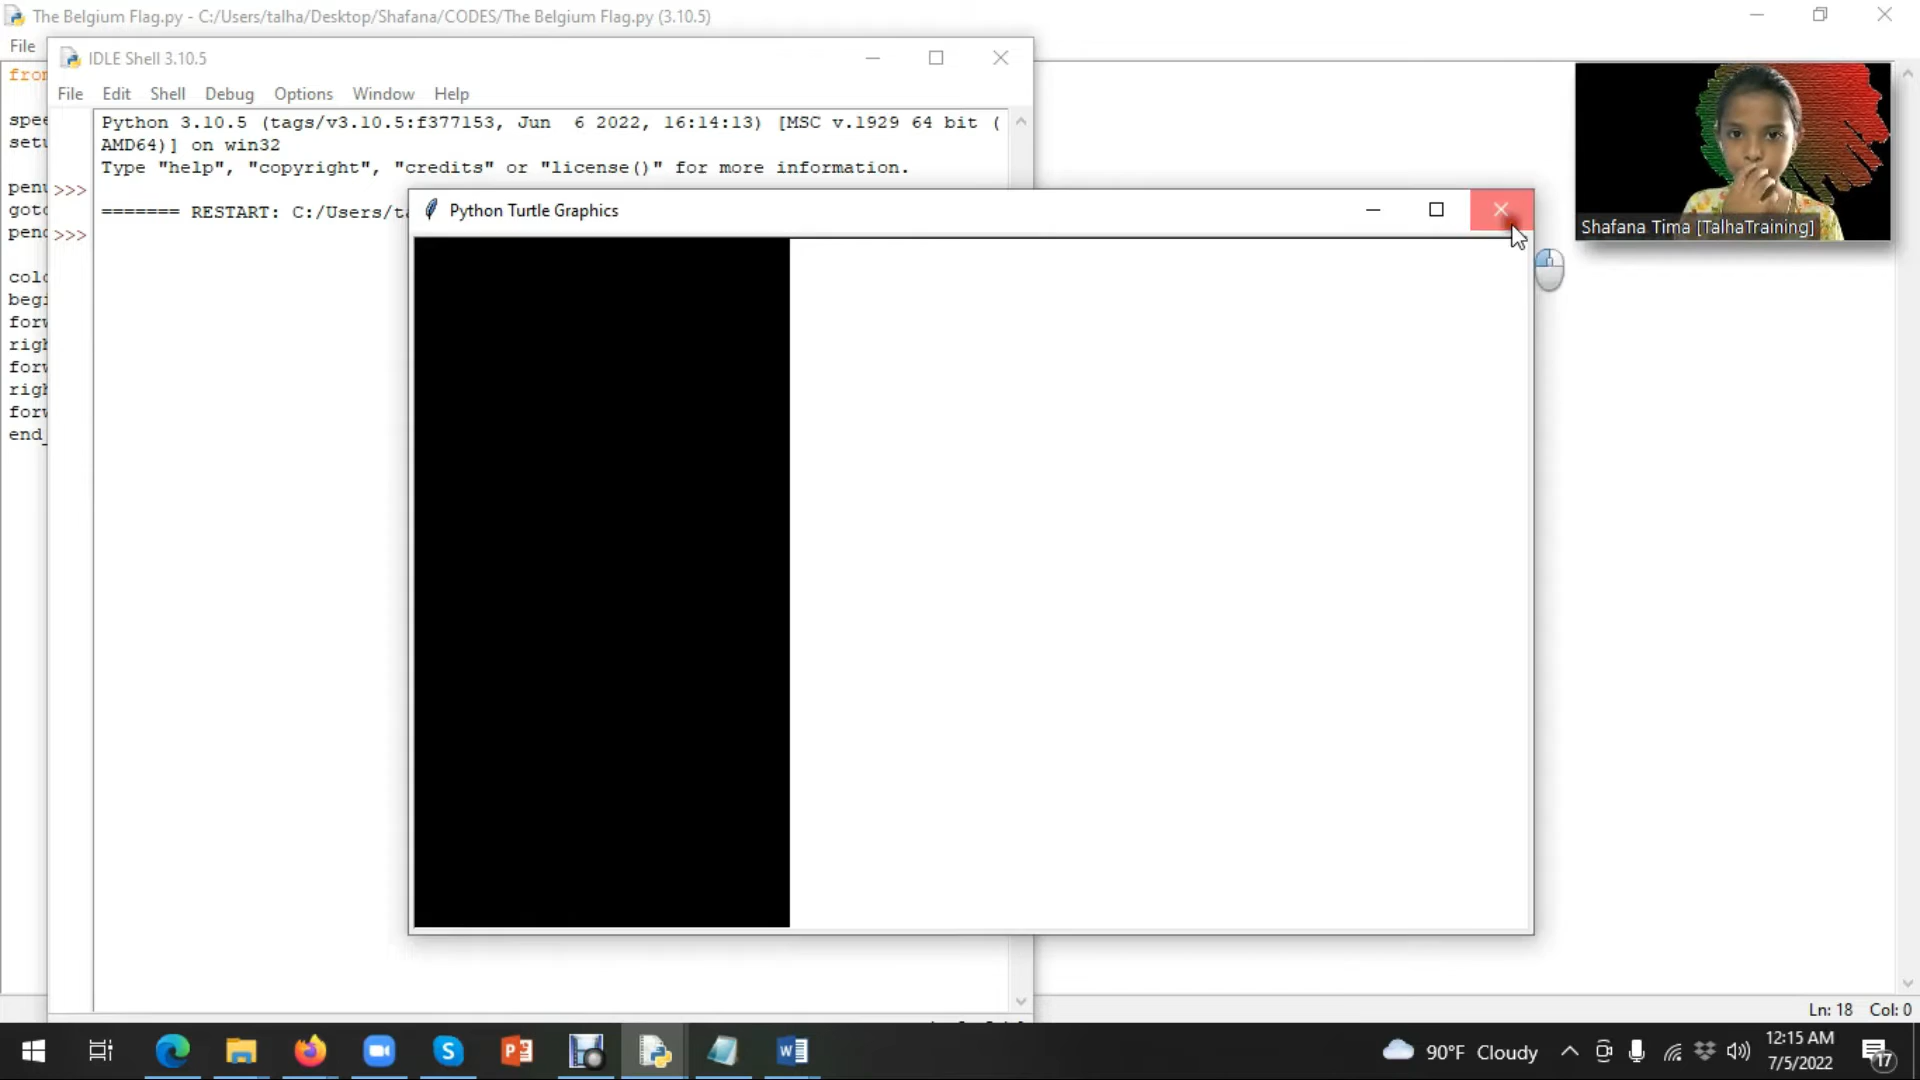 The Belgium Flag.py - C:/Users/talha/Desktop/Shafana/CODES/The Belgium Flag.py (3.10.5)
File
IDLE Shell 3.10.5
File Edit Shell Debug Options Window Help
Python 3.10.5 (tags/v3.10.5:f377153, Jun  6 2022, 16:14:13) [MSC v.1929 64 bit (
AMD64)] on win32
Type "help", "copyright", "credits" or "license()" for more information.
>>>
======= RESTART: C:/Users/ta
>>>
Python Turtle Graphics
Shafana Tima [TalhaTraining]
Ln: 18 Col: 0
90°F Cloudy
12:15 AM
7/5/2022
17